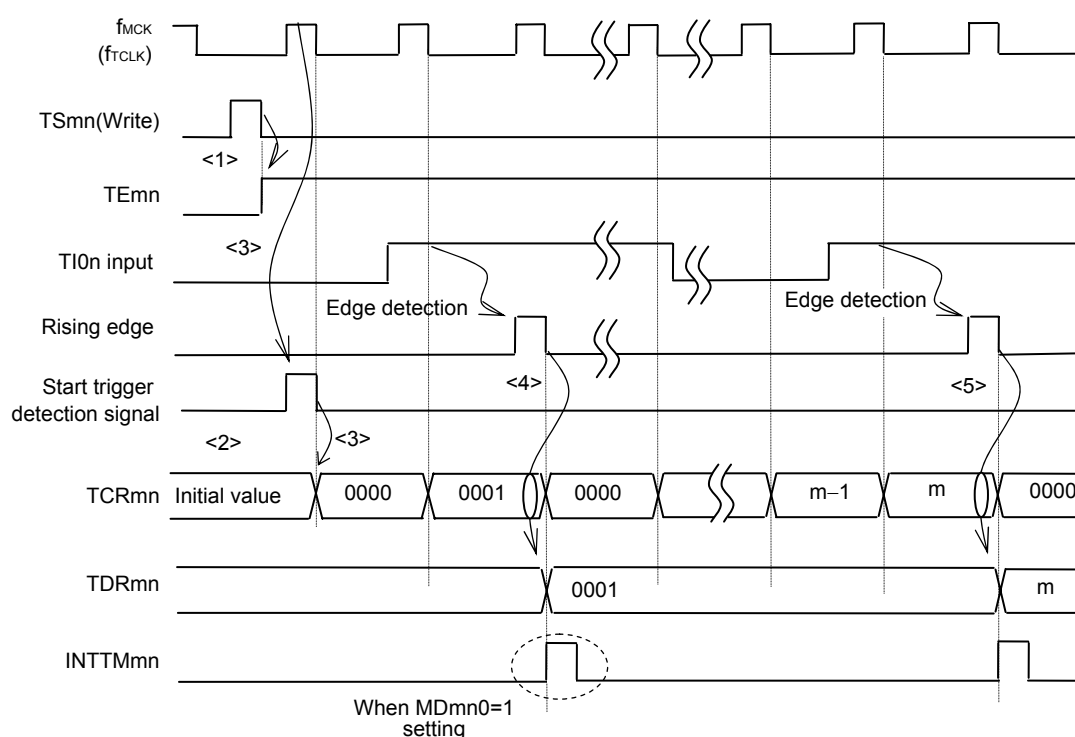 fMCK
(fTCLK)
TSmn(Write)
<1>
TEmn
<3>
TI0n input
Edge detection
Edge detection
Rising edge
<4>
<5>
Start trigger
detection signal
<2>
<3>
TCRmn
Initial value
0000
0001
0000
m−1
m
0000
TDRmn
0001
m
INTTMmn
When MDmn0=1
setting